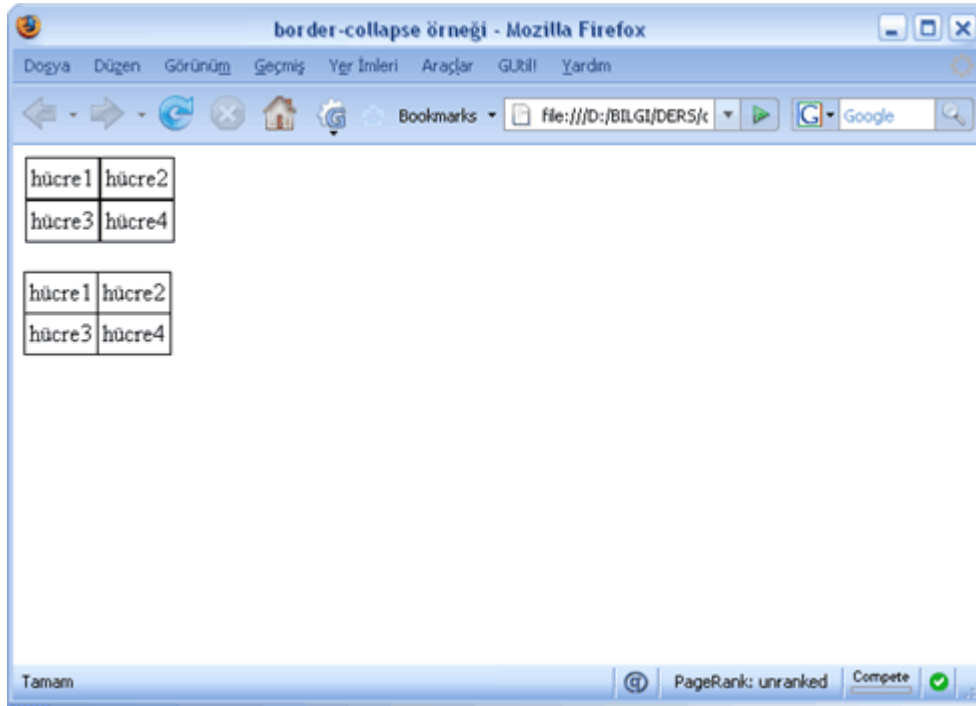 border-collapse örneği - Mozilla Firefox
Dosya Düzen Görünüm Geçmiş Yer İmleri Araçlar GUtil! Yardım
Bookmarks file:///D:/BILGI/DERS/c G Google
hücre1 hücre2
hücre3 hücre4
hücre1 hücre2
hücre3 hücre4
Tamam @ PageRank: unranked Compete